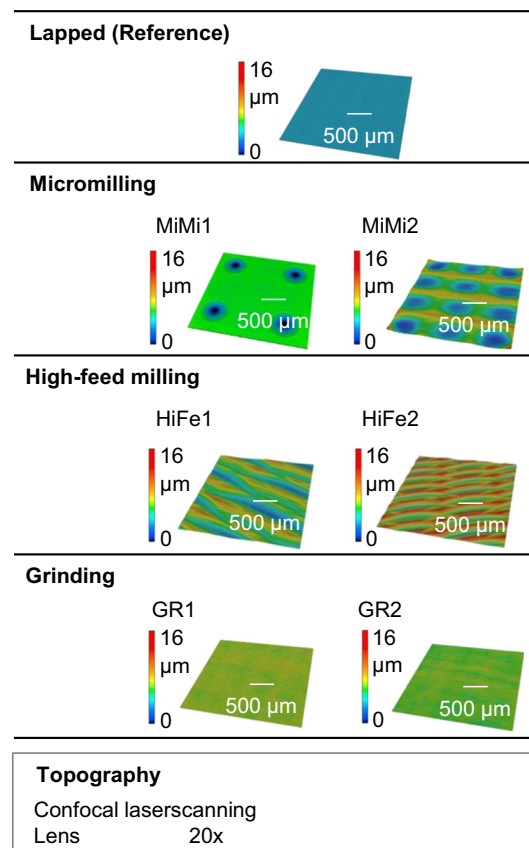 Lapped (Reference)
16
µm
0
500 µm
Micromilling
MiMi1
MiMi2
16
µm
0
500 µm
16
µm
0
500 µm
High-feed milling
HiFe1
HiFe2
16
µm
0
500 µm
16
µm
0
500 µm
Grinding
GR1
GR2
16
µm
0
500 µm
16
µm
0
500 µm
Topography
Confocal laserscanning
Lens 20x